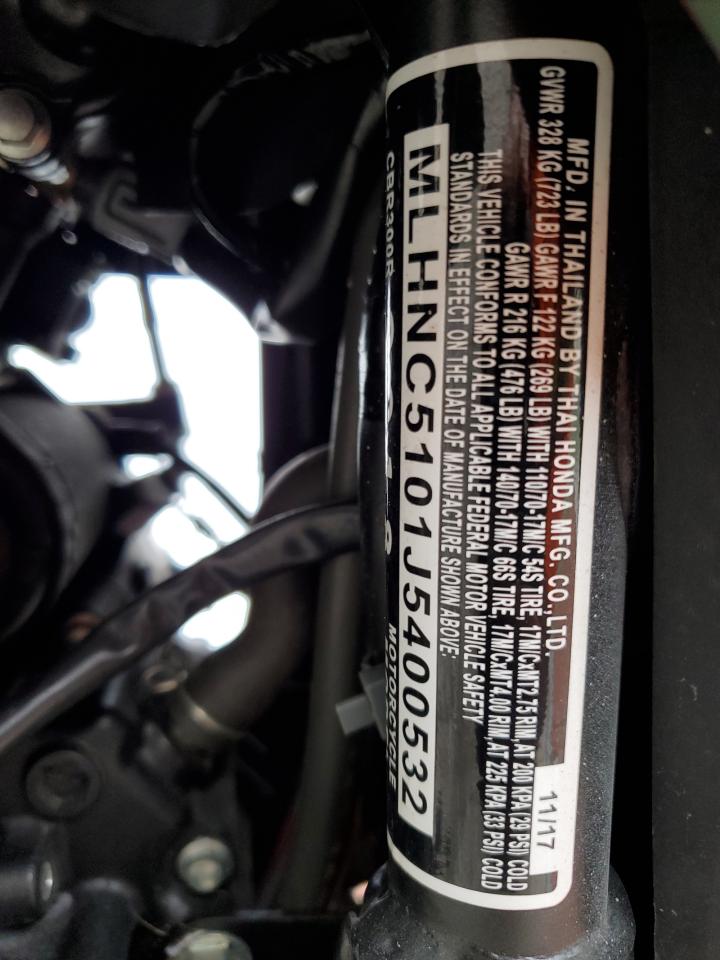 MFD. IN THAILAND BY THAI HONDA MFG. CO., LTD. 11/17
GVWR 328 KG (723 LB) GAWR F 122 KG (269 LB) WITH 110/70-17M/C 54S TIRE, 17M/CxMT2.75 RIM, AT 200 KPA (29 PSI) COLD
GAWR R 216 KG (476 LB) WITH 140/70-17M/C 66S TIRE, 17M/CxMT4.00 RIM, AT 225 KPA (33 PSI) COLD
THIS VEHICLE CONFORMS TO ALL APPLICABLE FEDERAL MOTOR VEHICLE SAFETY
STANDARDS IN EFFECT ON THE DATE OF MANUFACTURE SHOWN ABOVE:
MLHNC5101J5400532
CBR300R 2018 MOTORCYCLE